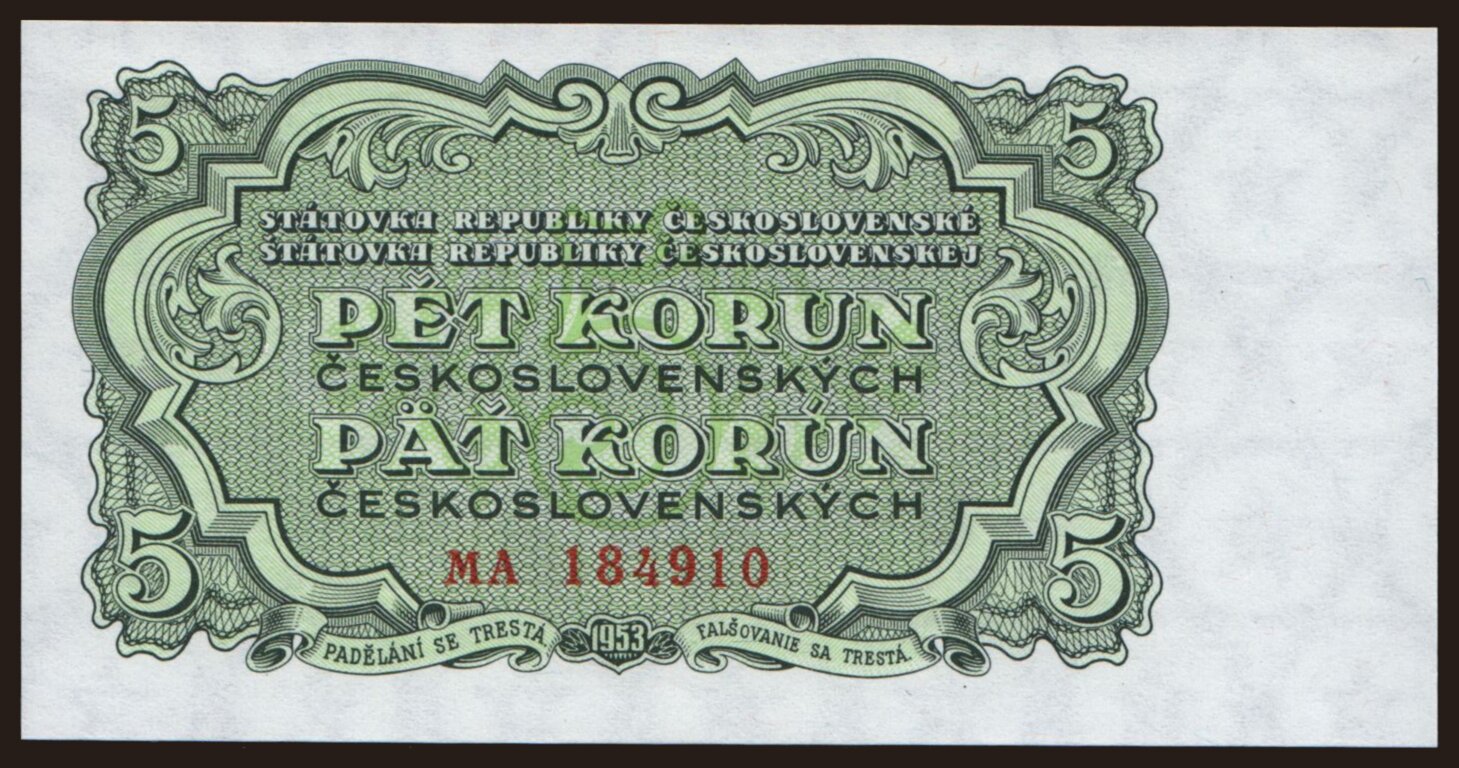 5 5
STÁTOVKA REPUBLIKY ČESKOSLOVENSKÉ
ŠTÁTOVKA REPUBLIKY ČESKOSLOVENSKEJ
PĚT KORUN
ČESKOSLOVENSKÝCH
PÄŤ KORÚN
ČESKOSLOVENSKÝCH
MA 184910
5 5
PADĚLÁNÍ SE TRESTÁ. 1953 FALŠOVANIE SA TRESTÁ.